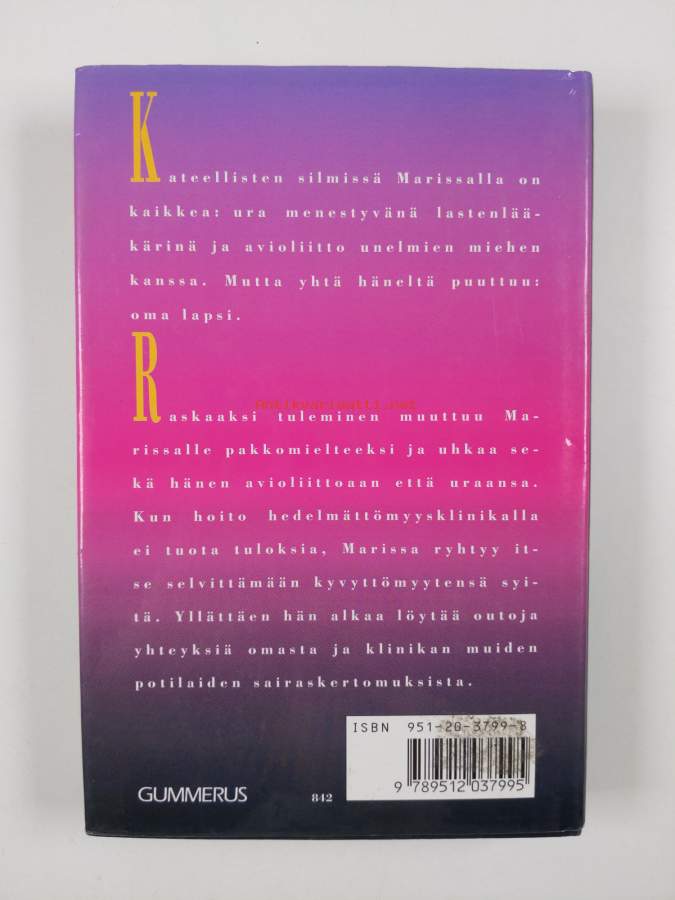 Kateellisten silmissä Marissalla on
kaikkea: ura menestyvänä lastenlää-
kärinä ja avioliitto unelmien miehen
kanssa. Mutta yhtä häneltä puuttuu:
oma lapsi.
antikvariaatti.net
Raskaaksi tuleminen muuttuu Ma-
rissalle pakkomielteeksi ja uhkaa se-
kä hänen avioliittoaan että uraansa.
Kun hoito hedelmättömyysklinikalla
ei tuota tuloksia, Marissa ryhtyy it-
se selvittämään kyvyttömyytensä syi-
tä. Yllättäen hän alkaa löytää outoja
yhteyksiä omasta ja klinikan muiden
potilaiden sairaskertomuksista.
ISBN 951-20-3799-8
9 789512 037995
GUMMERUS
842